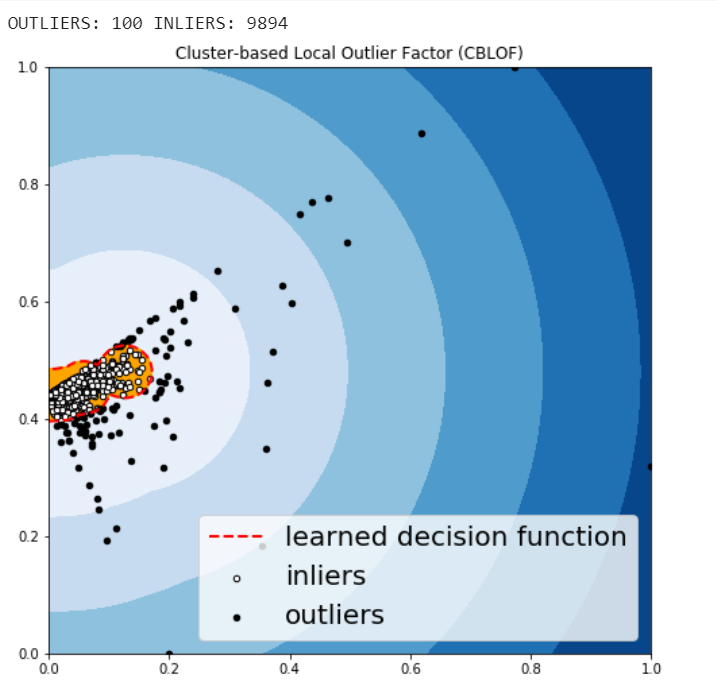 OUTLIERS: 100 INLIERS: 9894
Cluster-based Local Outlier Factor (CBLOF)
1.0
0.8
0.6
0.4
0.2
0.0
learned decision function
inliers
outliers
0.0 0.2 0.4 0.6 0.8 1.0